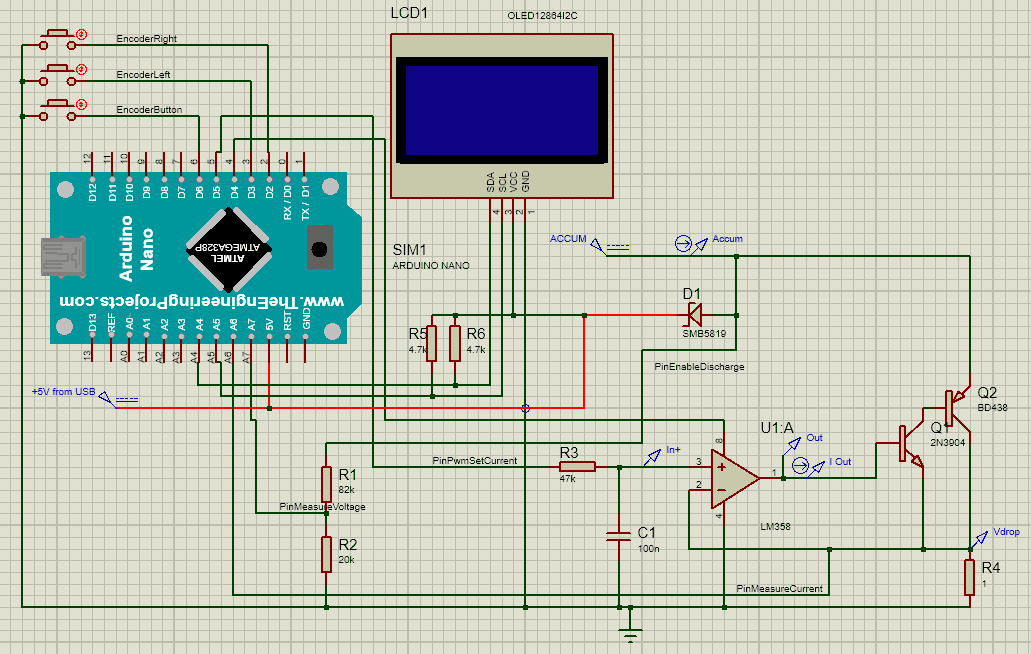 LCD1
OLED12864I2C
EncoderRight
EncoderLeft
EncoderButton
SDA
SCL
VCC
GND
4
3
2
1
12
11
10
9
8
7
6
5
4
3
2
0
1
D12
D11
D10
D9
D8
D7
D6
D5
D4
D3
D2
RX / D0
TX / D1
Arduino
Nano
ATMEL
ATMEGA328P
www.TheEngineeringProjects.com
D13
REF
A0
A1
A2
A3
A4
A5
A6
A7
5V
RST
GND
13
A0
A1
A2
A3
A4
A5
A6
A7
SIM1
ARDUINO NANO
ACCUM
Accum
D1
SMB5819
R5
4.7k
R6
4.7k
+5V from USB
PinEnableDischarge
Q2
BD438
Q1
2N3904
U1:A
Out
I Out
In+
PinPwmSetCurrent
R3
47k
8
3
2
1
4
LM358
R1
82k
PinMeasureVoltage
R2
20k
C1
100n
Vdrop
R4
1
PinMeasureCurrent